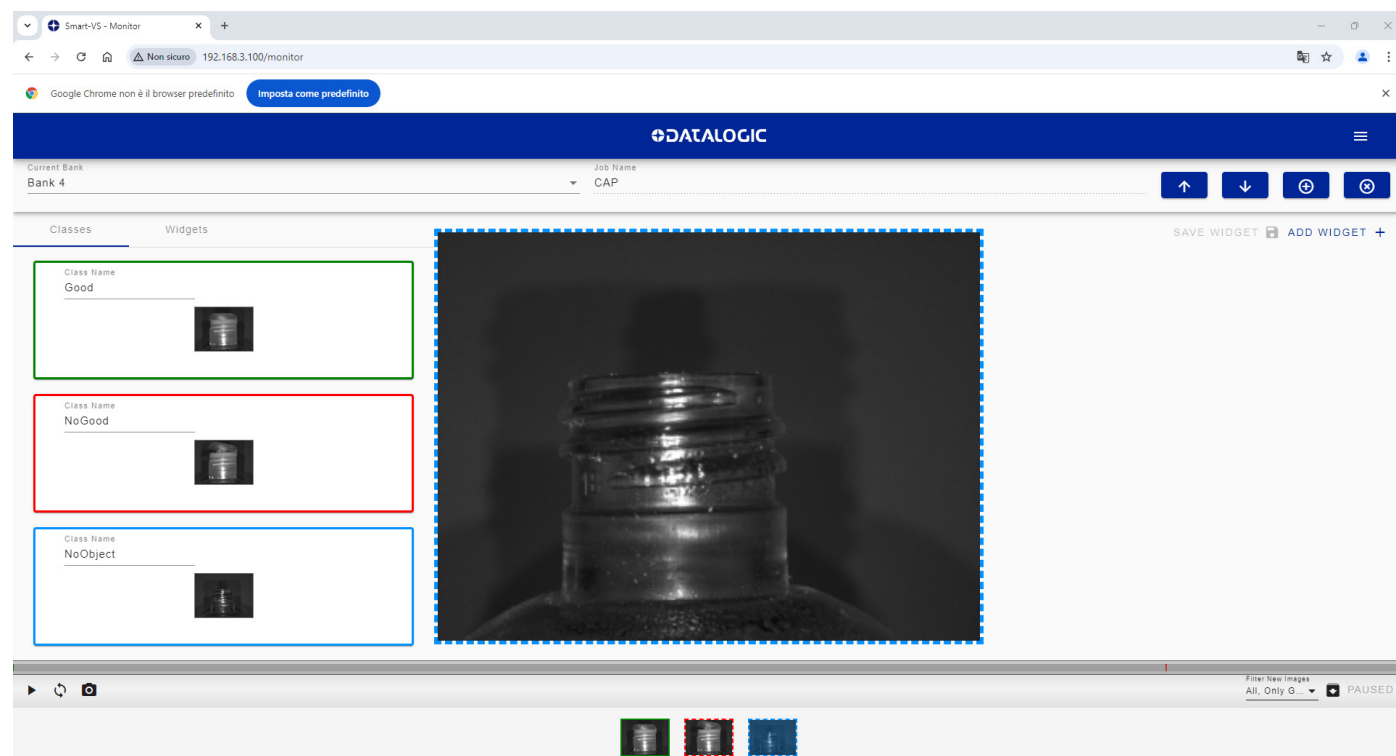 Smart-VS - Monitor
Non sicuro 192.168.3.100/monitor
Google Chrome non è il browser predefinito Imposta come predefinito
DATALOGIC
Current Bank
Bank 4
Job Name
CAP
Classes Widgets
SAVE WIDGET ADD WIDGET +
Class Name
Good
Class Name
NoGood
Class Name
NoObject
Filter New Images
All, Only G...
PAUSED